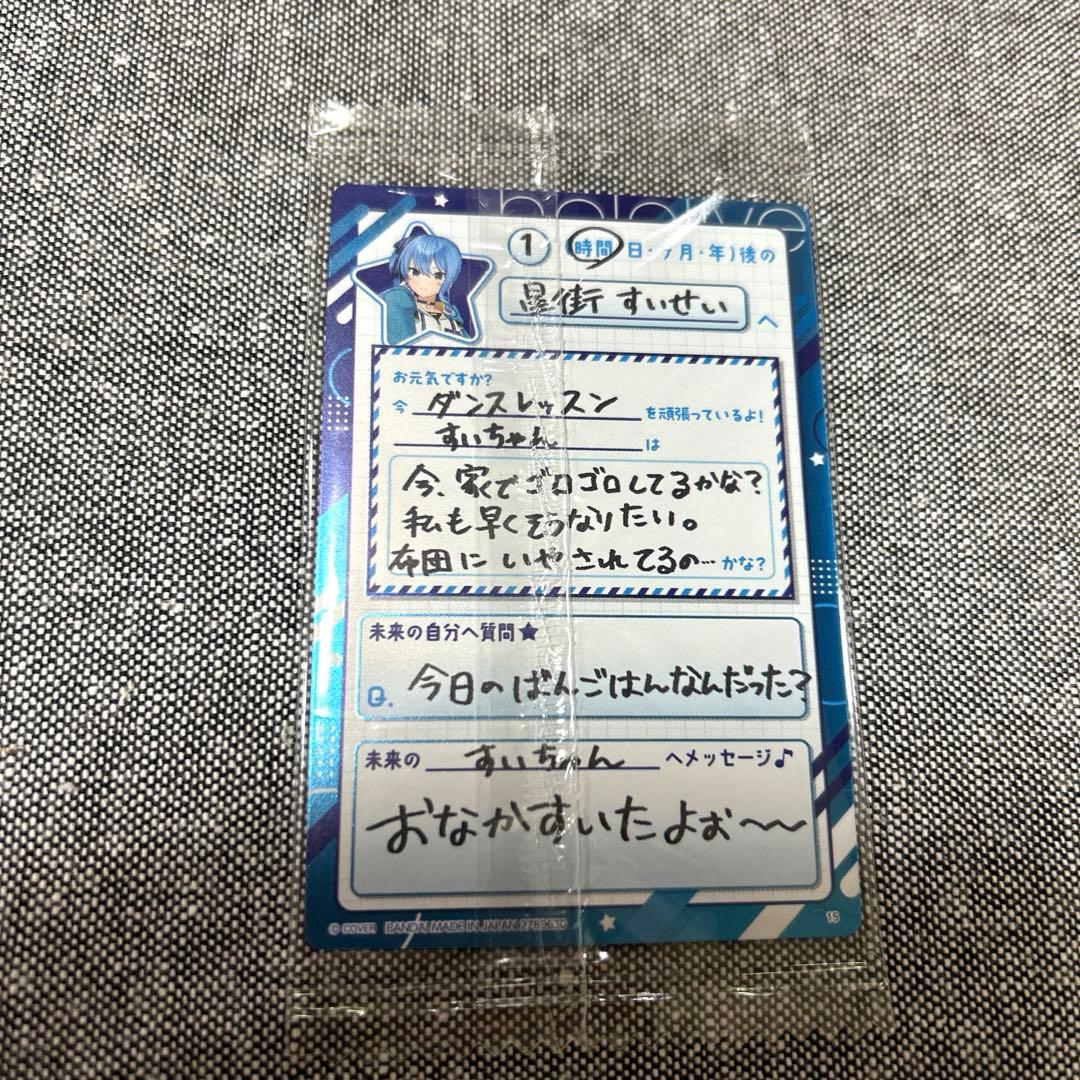 hololive
1 (時間・日・ヶ月・年)後の
星街 すいせい へ
お元気ですか?
今 ダンスレッスン を頑張っているよ!
すいちゃん は
今、家でゴロゴロしてるかな?
私も早くそうなりたい。
布団に いやされてるの…かな?
未来の自分へ質問★
Q. 今日のばんごはんなんだった?
未来の すいちゃん へメッセージ♪
おなかすいたよぉ〜〜
© COVER BANDAI MADE IN JAPAN 2769630
15